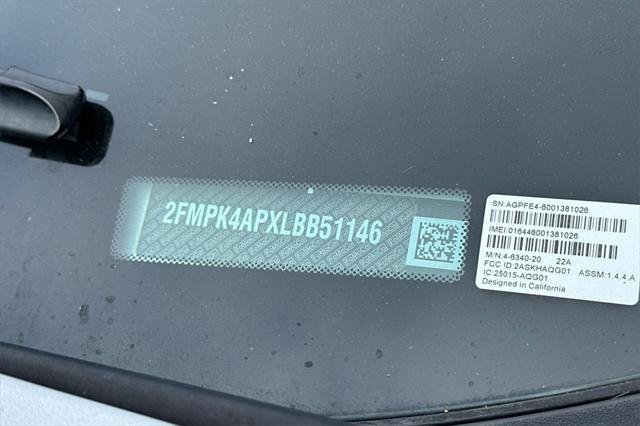 2FMPK4APXLBB51146
SN:AGPFE4-6001381026
IMEI:016446001381026
M/N:4-6340-20 22A
FCC ID:2ASKHAQG01 ASSM:1.4.4.A
IC:25015-AQG01
Designed in California